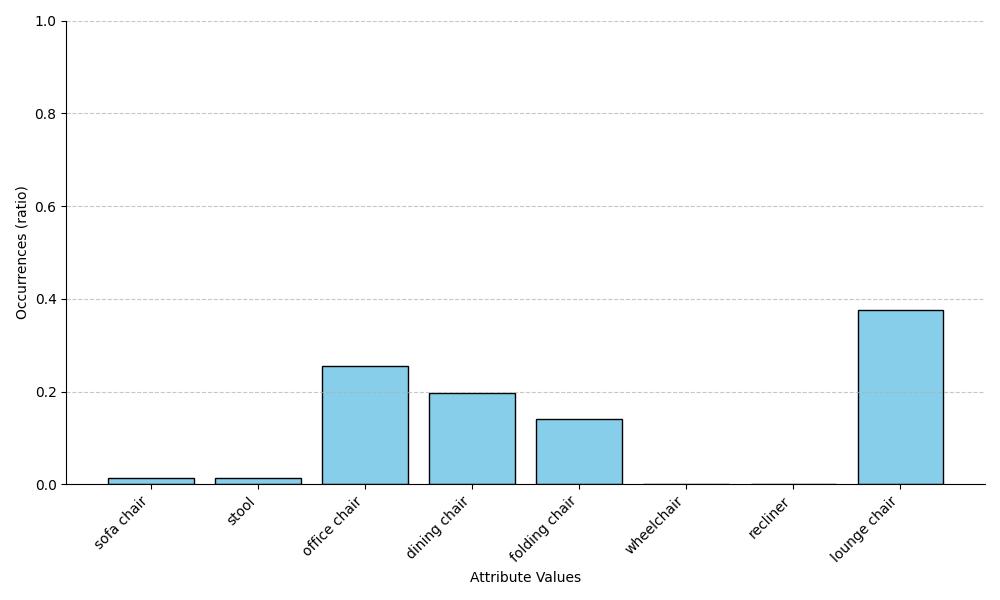 1.0
0.8
0.6
0.4
0.2
0.0
Occurrences (ratio)
sofa chair
stool
office chair
dining chair
folding chair
wheelchair
recliner
lounge chair
Attribute Values